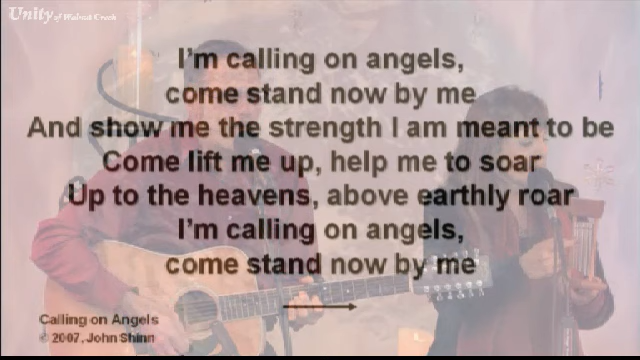 Unity of Walnut Creek
I'm calling on angels,
come stand now by me
And show me the strength I am meant to be
Come lift me up, help me to soar
Up to the heavens, above earthly roar
I'm calling on angels,
come stand now by me
Calling on Angels
© 2007, John Shinn